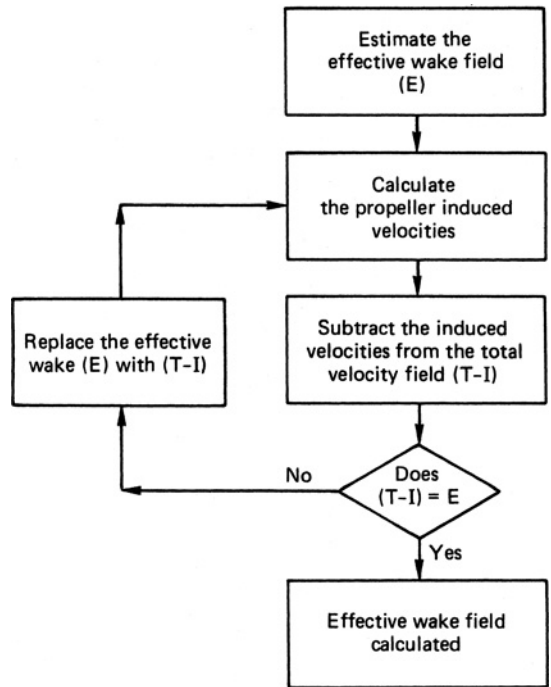 Estimate the
effective wake field
(E)
Calculate
the propeller induced
velocities
Replace the effective
wake (E) with (T-I)
Subtract the induced
velocities from the total
velocity field (T-I)
No
Does
(T-I) = E
Yes
Effective wake field
calculated